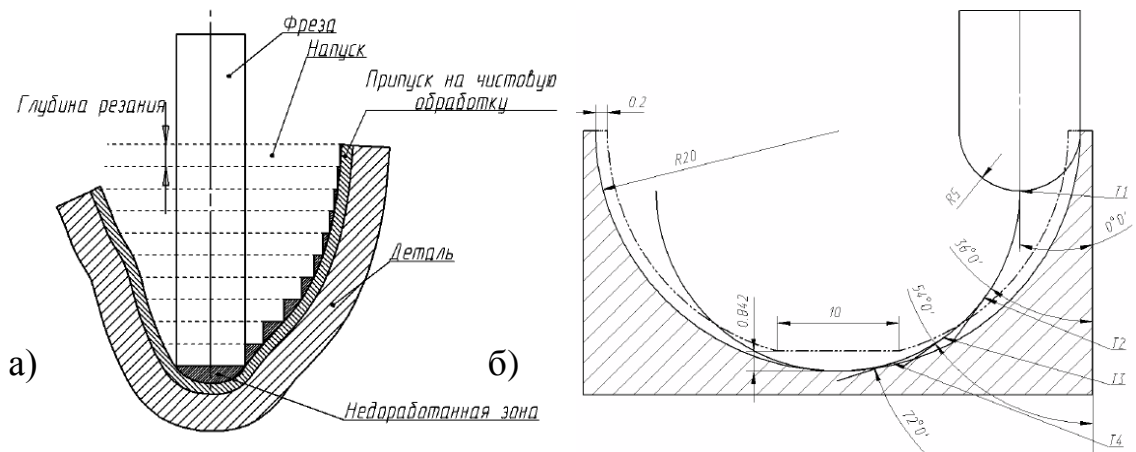 Фреза
Напуск
Припуск на чистовую
обработку
Глубина резания
Деталь
Недоработанная зона
а)
б)
0.2
R20
R5
T1
0°0'
36°0'
54°0'
0.842
10
T2
T3
72°0'
T4